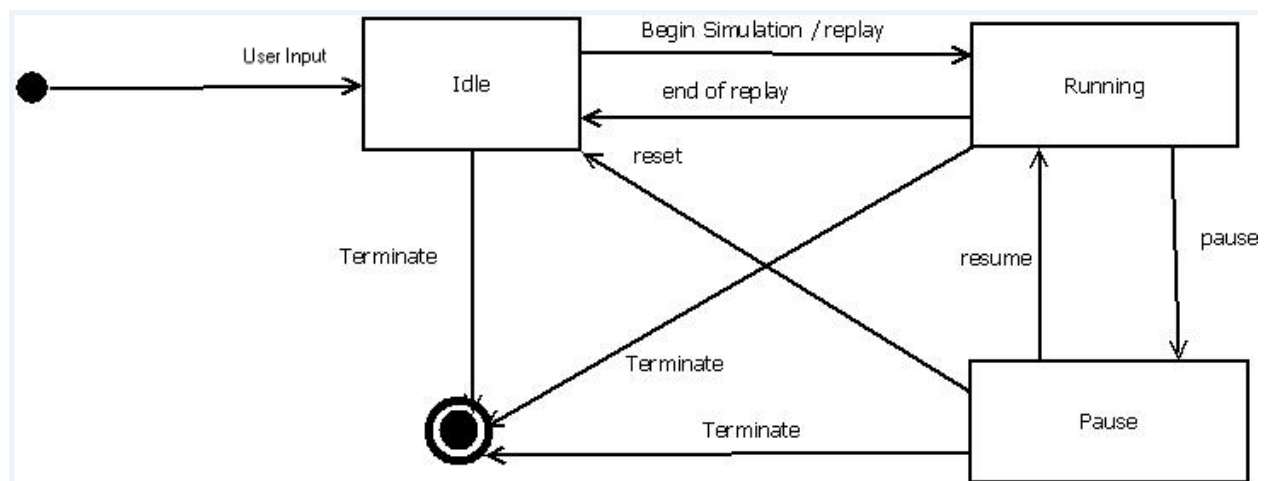 Begin Simulation / replay
User Input
Idle
Running
end of replay
reset
Terminate
resume
pause
Terminate
Terminate
Pause